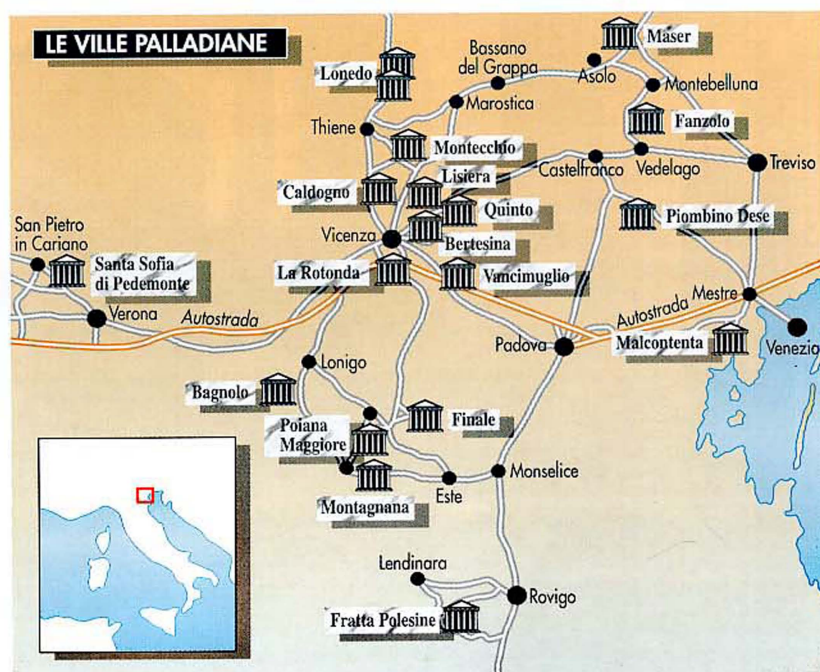 LE VILLE PALLADIANE
Maser
Lonedo
Bassano
del Grappa
Asolo
Montebelluna
Marostica
Thiene
Fanzolo
Montecchio
Lisiera
Castelfranco
Vedelago
Treviso
Caldogno
Quinto
Piombino Dese
San Pietro
in Cariano
Vicenza
Bertesina
Santa Sofia
di Pedemonte
La Rotonda
Vancimuglio
Mestre
Verona
Autostrada
Autostrada
Padova
Malcontenta
Venezia
Lonigo
Bagnolo
Poiana
Maggiore
Finale
Monselice
Este
Montagnana
Lendinara
Rovigo
Fratta Polesine